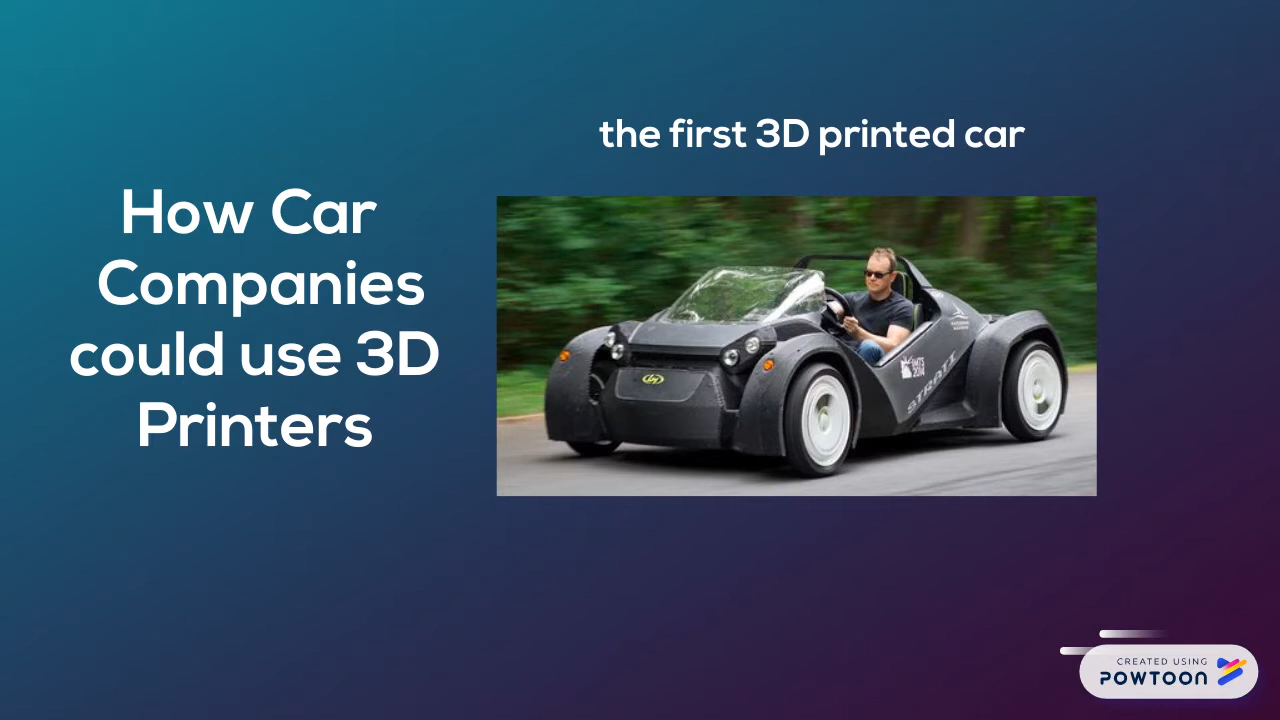 the first 3D printed car
How Car
Companies
could use 3D
Printers
IMTS
2014
STRATI
CREATED USING
POWTOON